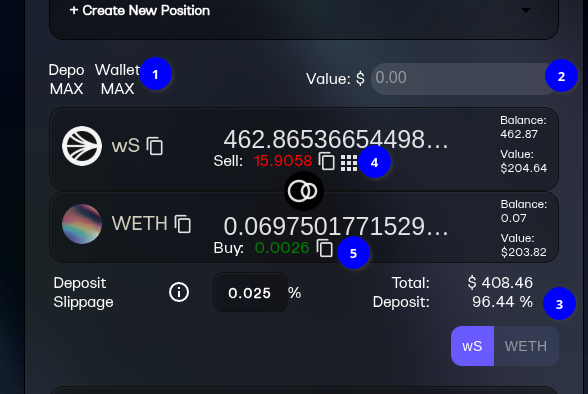 + Create New Position
Depo Wallet 1
MAX MAX
Value: $ 0.00 2
wS
462.86536654498...
Sell: 15.9058 4
Balance:
462.87
Value:
$204.64
WETH
0.0697501771529...
Buy: 0.0026 5
Balance:
0.07
Value:
$203.82
Deposit
Slippage
0.025 %
Total: $ 408.46
Deposit: 96.44 % 3
wS WETH